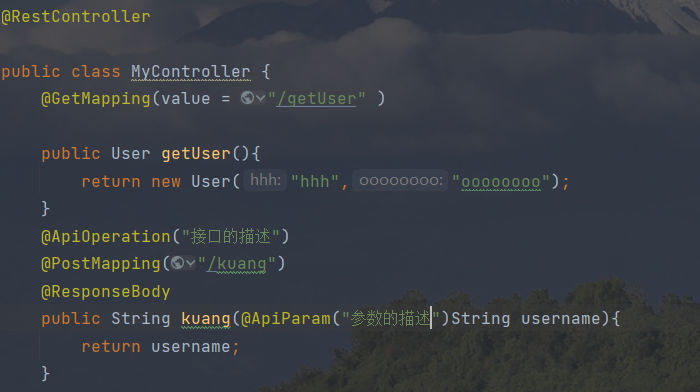 @RestController
public class MyController {
@GetMapping(value = "/getUser" )
public User getUser(){
return new User( hhh: "hhh", oooooooo: "oooooooo");
}
@ApiOperation("接口的描述")
@PostMapping("/kuang")
@ResponseBody
public String kuang(@ApiParam("参数的描述")String username){
return username;
}